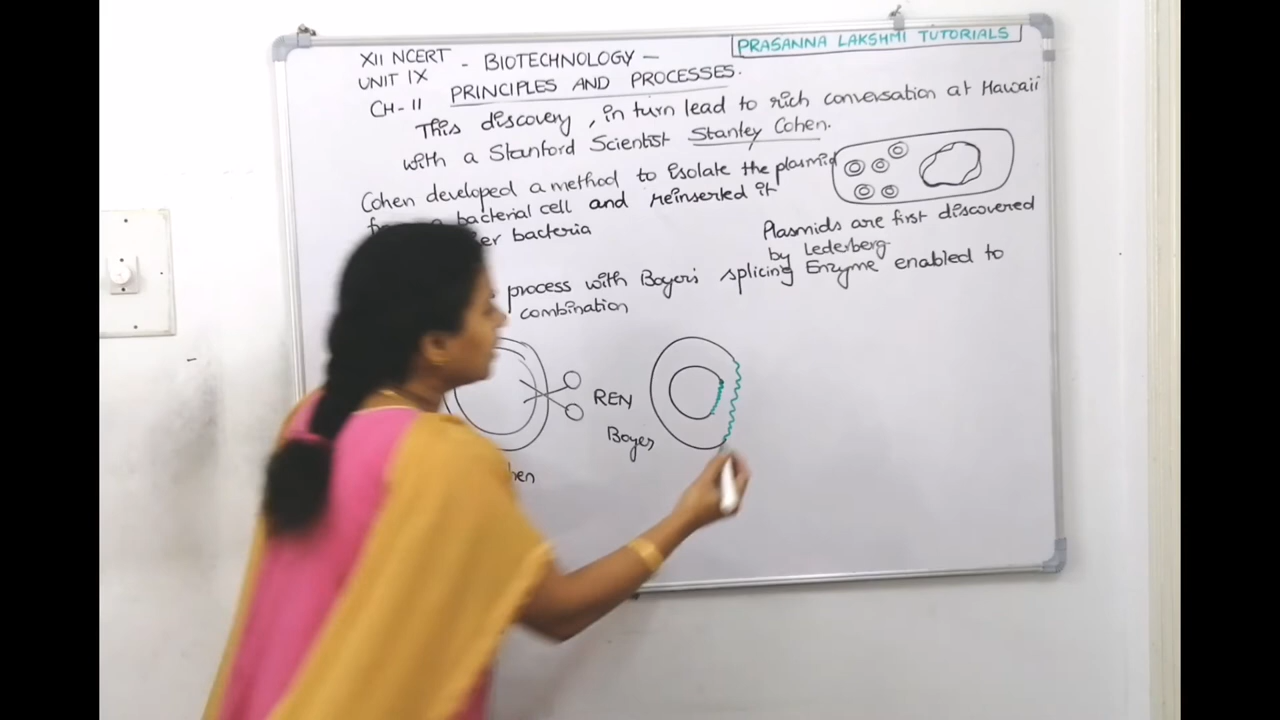 XII NCERT - BIOTECHNOLOGY -
PRASANNA LAKSHMI TUTORIALS
UNIT IX
CH-11 PRINCIPLES AND PROCESSES.
This discovery, in turn lead to rich conversation at Hawaii
with a Stanford Scientist Stanley Cohen.
Cohen developed a method to isolate the plasmid
bacterial cell and reinserted it
bacteria
Plasmids are first discovered
by Lederberg.
process with Boyer's splicing Enzyme enabled to
combination
REN
Boyer